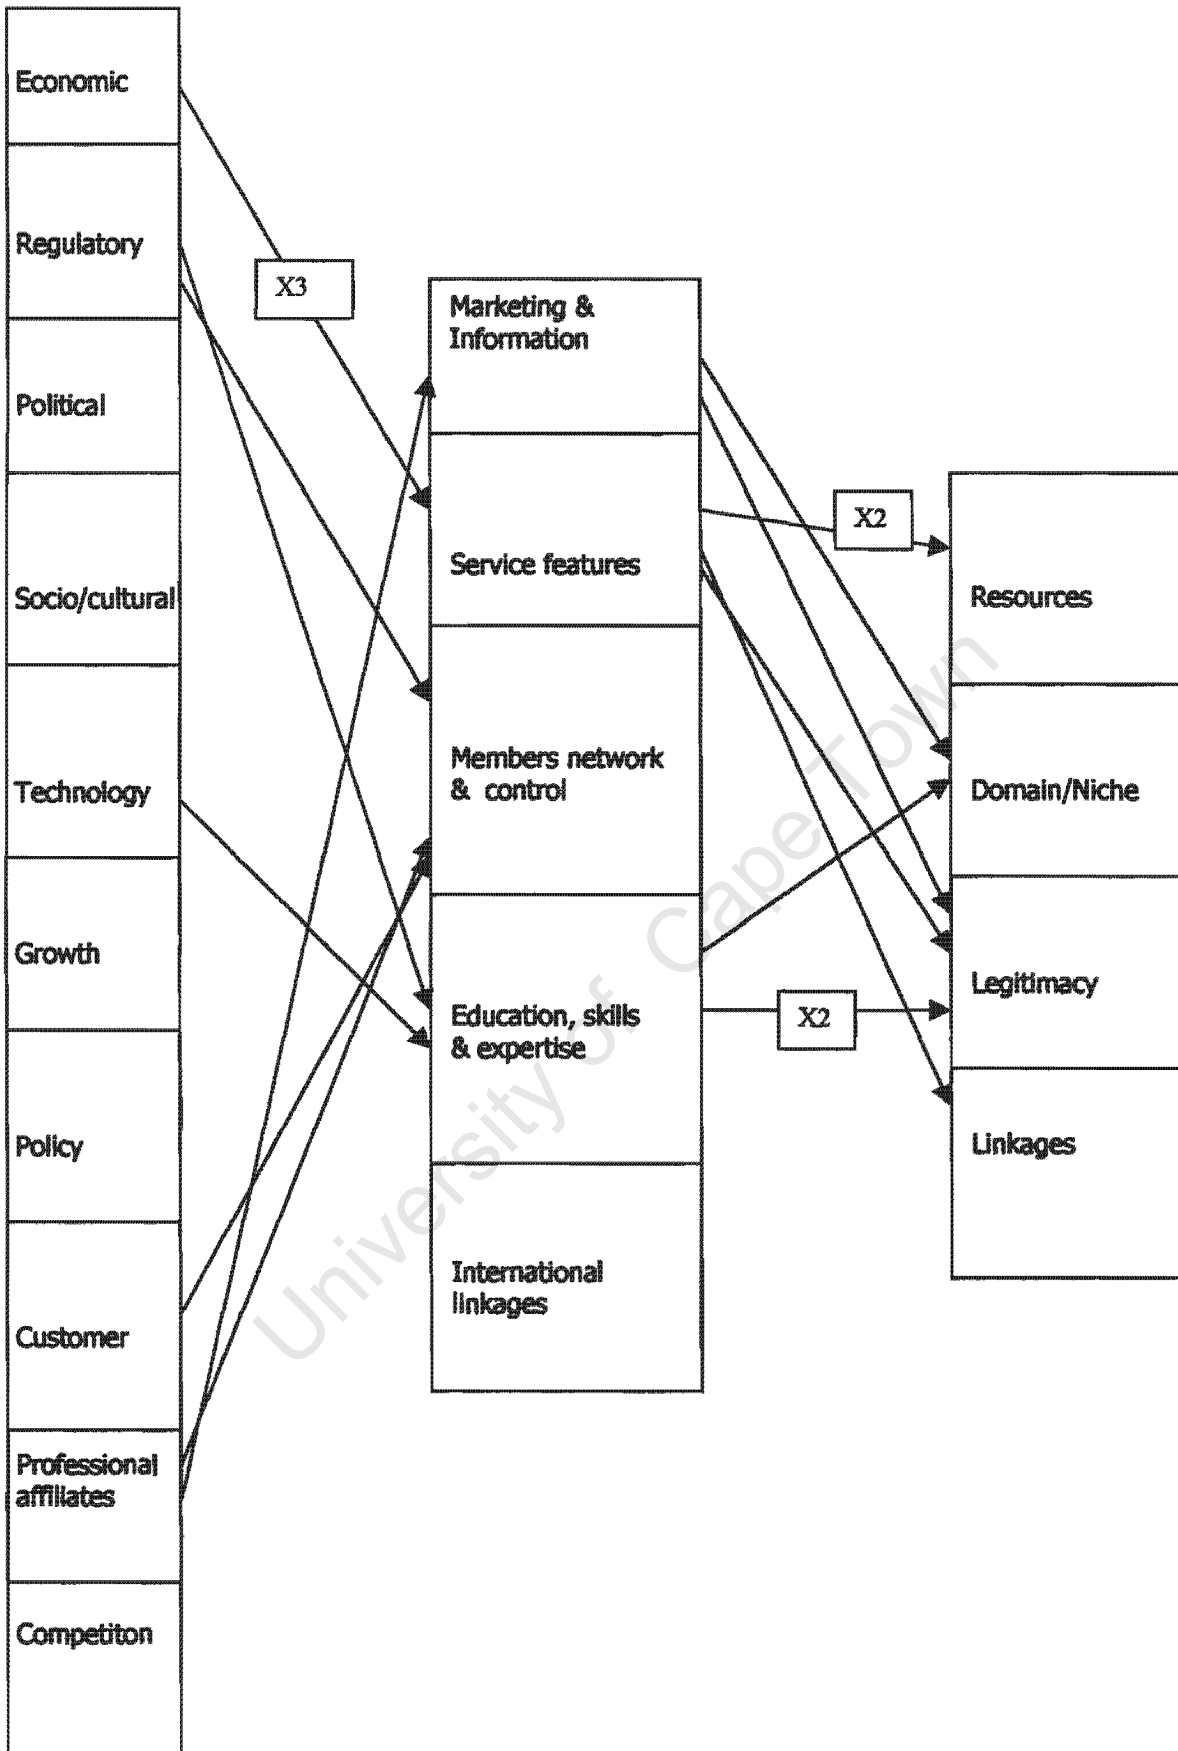 Economic
Regulatory
Political
Socio/cultural
Technology
Growth
Policy
Customer
Professional
affiliates
Competiton
X3
Marketing &
Information
Service features
Members network
& control
Education, skills
& expertise
International
linkages
X2
X2
Resources
Domain/Niche
Legitimacy
Linkages
University of Cape Town